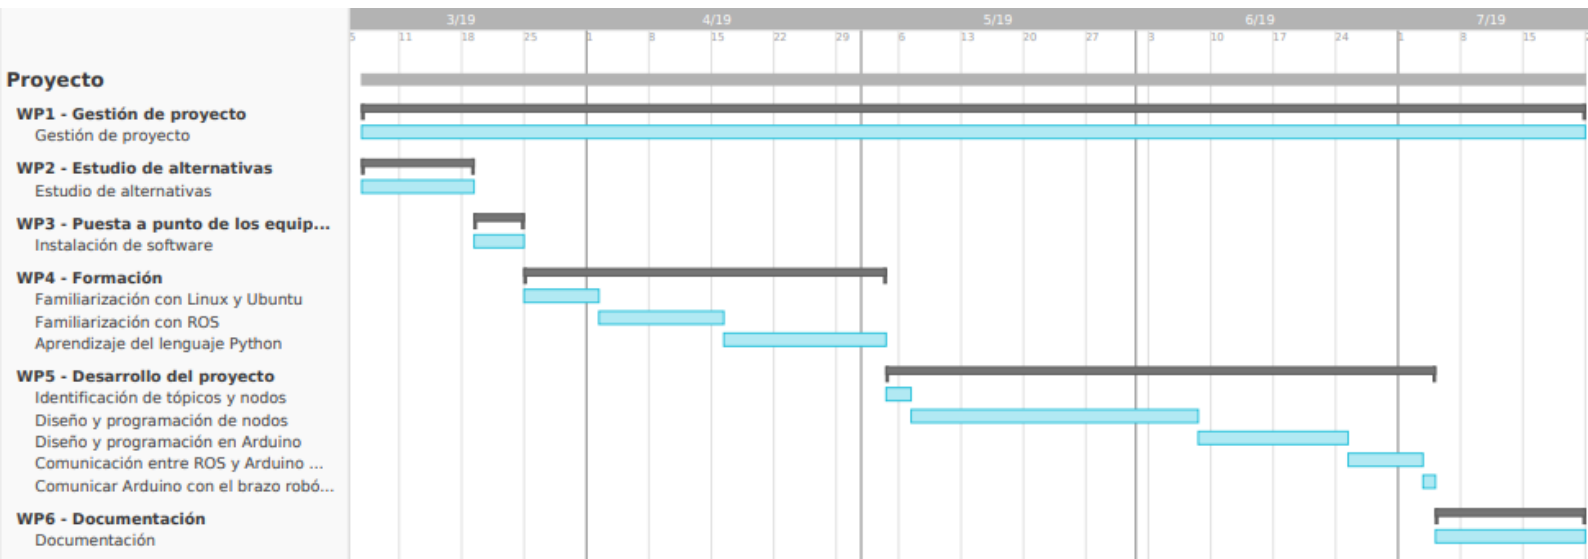 3/19 4/19 5/19 6/19 7/19
5 11 18 25 1 8 15 22 29 6 13 20 27 3 10 17 24 1 8 15 2
Proyecto
WP1 - Gestión de proyecto
Gestión de proyecto
WP2 - Estudio de alternativas
Estudio de alternativas
WP3 - Puesta a punto de los equip...
Instalación de software
WP4 - Formación
Familiarización con Linux y Ubuntu
Familiarización con ROS
Aprendizaje del lenguaje Python
WP5 - Desarrollo del proyecto
Identificación de tópicos y nodos
Diseño y programación de nodos
Diseño y programación en Arduino
Comunicación entre ROS y Arduino ...
Comunicar Arduino con el brazo robó...
WP6 - Documentación
Documentación